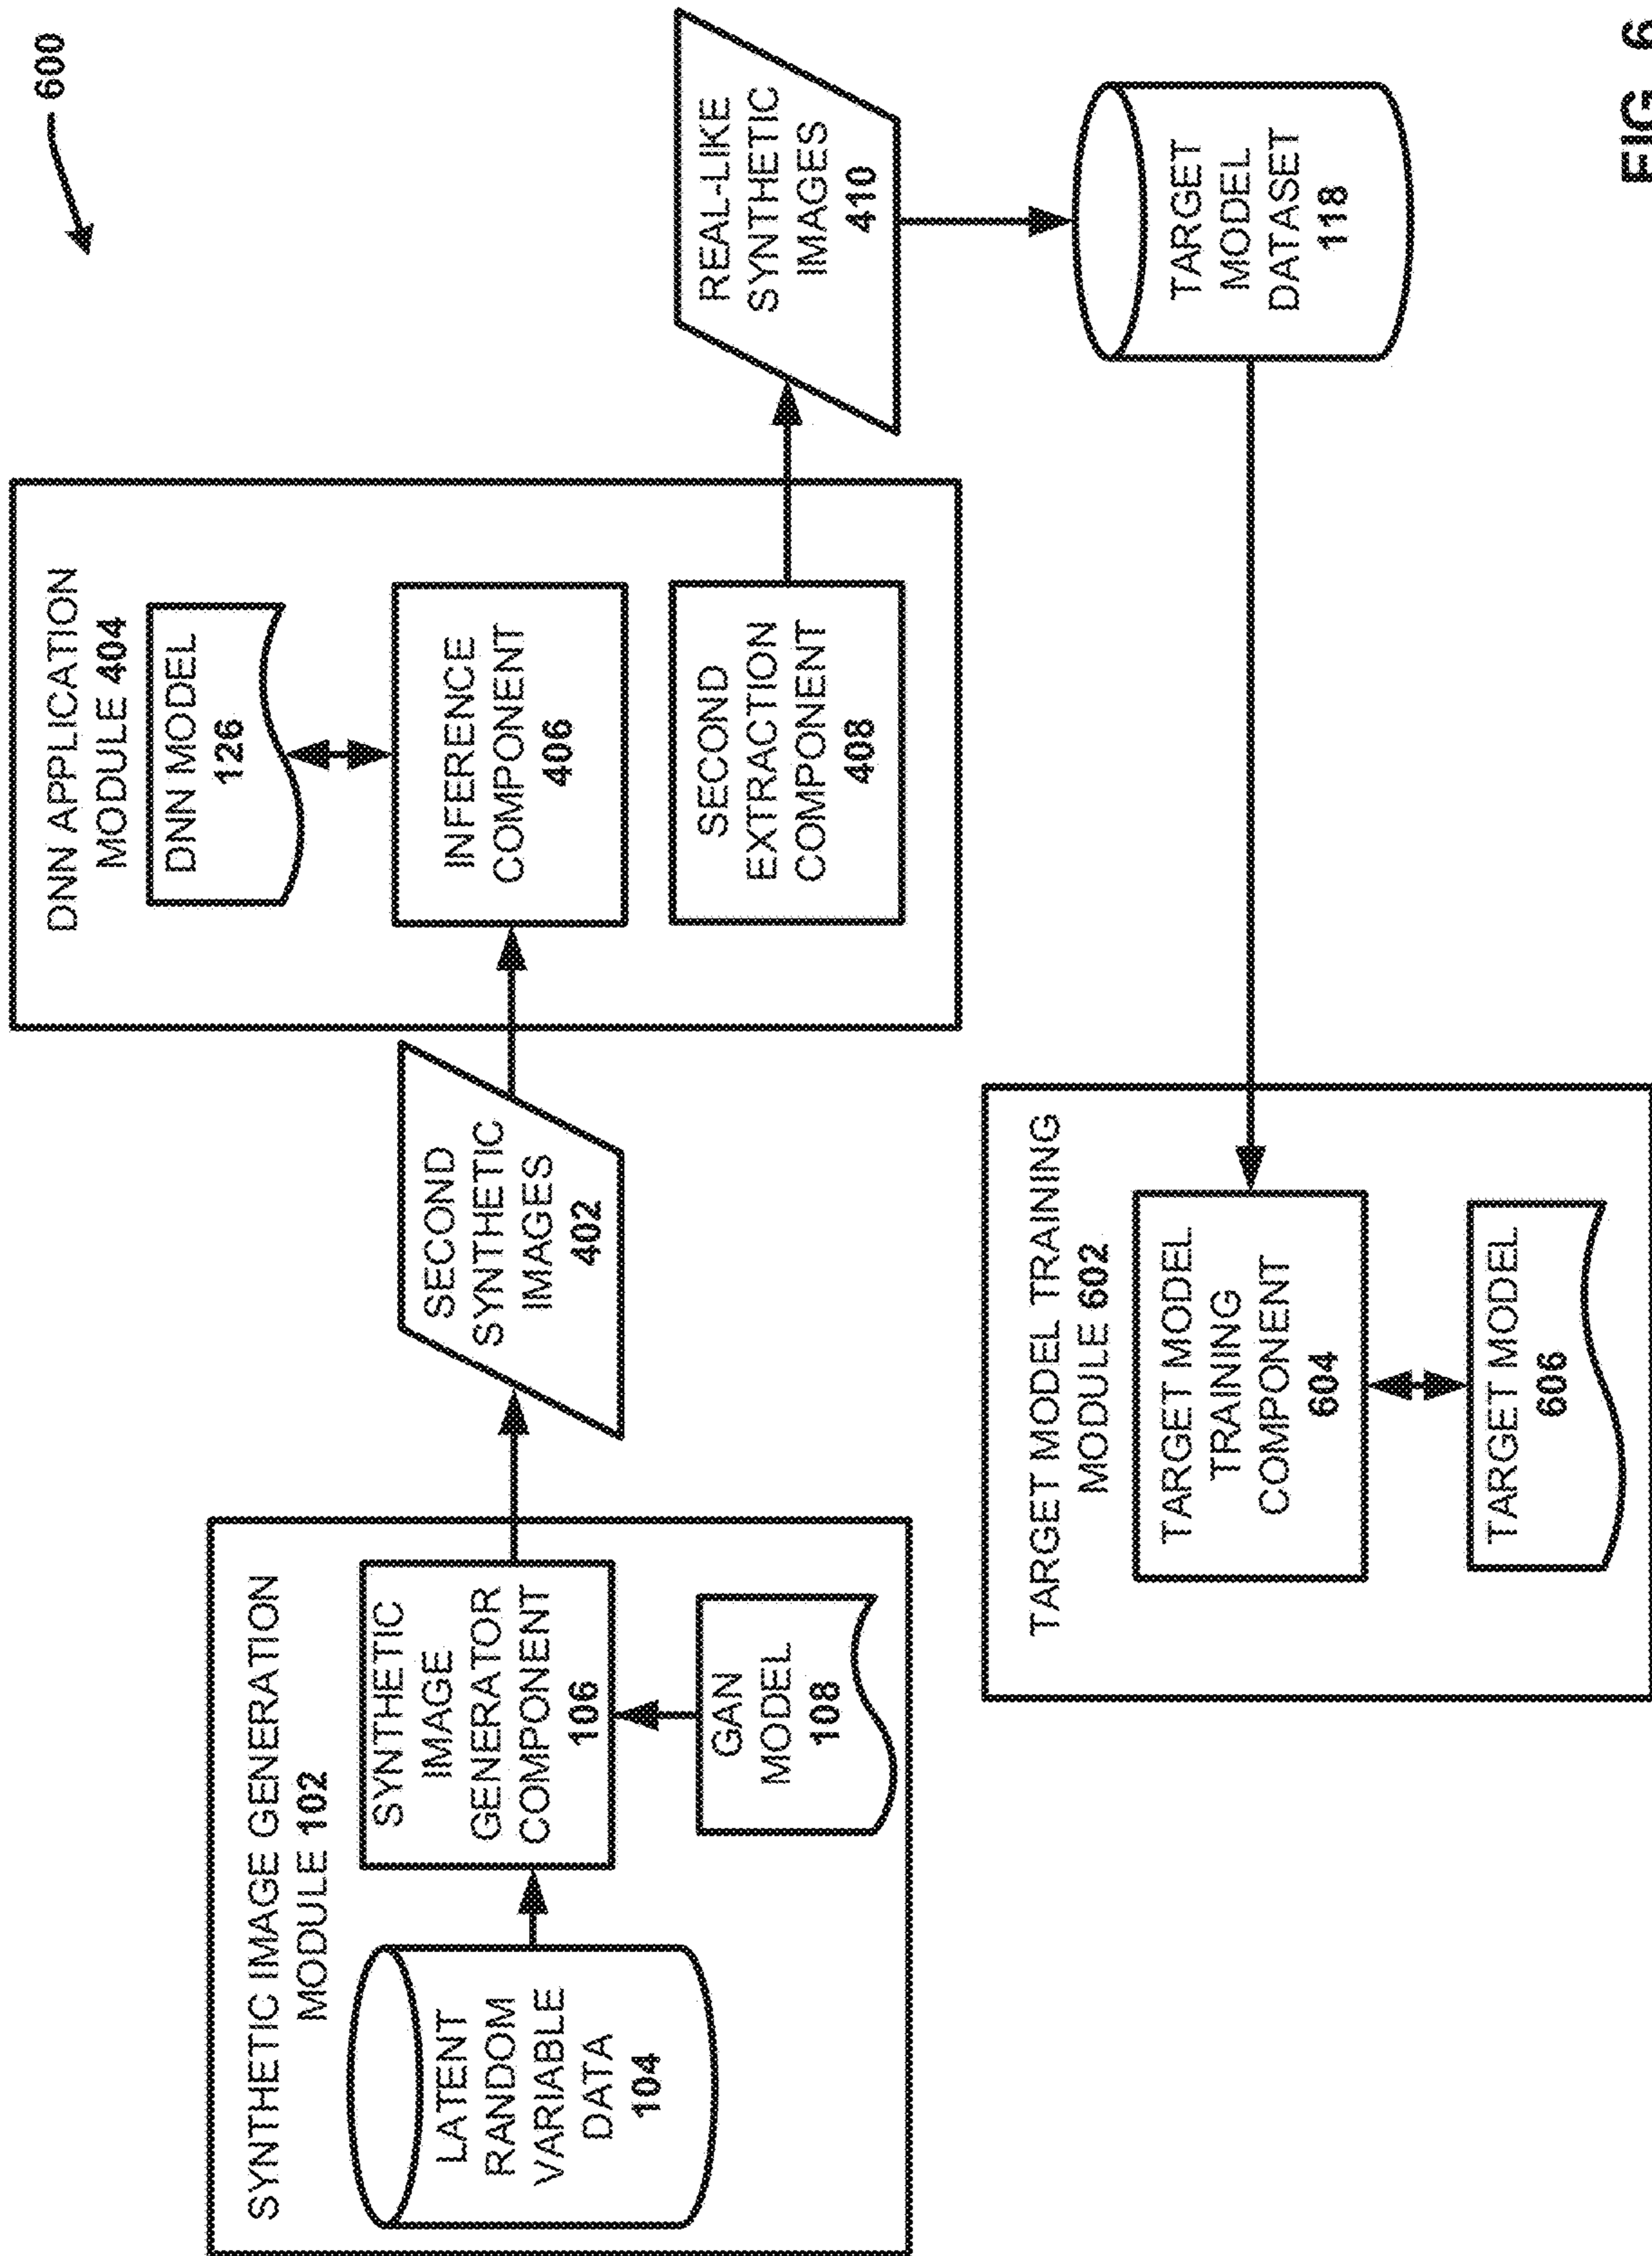 600
SYNTHETIC IMAGE GENERATION
MODULE 102
LATENT
RANDOM
VARIABLE
DATA
104
SYNTHETIC
IMAGE
GENERATOR
COMPONENT
106
GAN
MODEL
108
SECOND
SYNTHETIC
IMAGES
402
DNN APPLICATION
MODULE 404
DNN MODEL
126
INFERENCE
COMPONENT
406
SECOND
EXTRACTION
COMPONENT
408
REAL-LIKE
SYNTHETIC
IMAGES
410
TARGET
MODEL
DATASET
118
TARGET MODEL TRAINING
MODULE 602
TARGET MODEL
TRAINING
COMPONENT
604
TARGET MODEL
606
FIG. 6